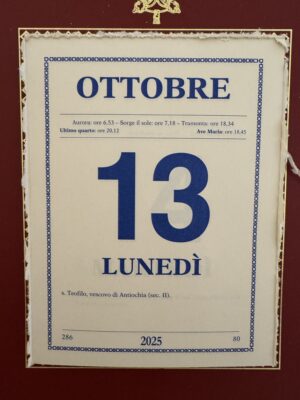 OTTOBRE
Aurora: ore 6,53 – Sorge il sole: ore 7,18 – Tramonta: ore 18,34
Ultimo quarto: ore 20,12 Ave Maria: ore 18,45
13
LUNEDÌ
s. Teofilo, vescovo di Antiochia (sec. II).
286 2025 80